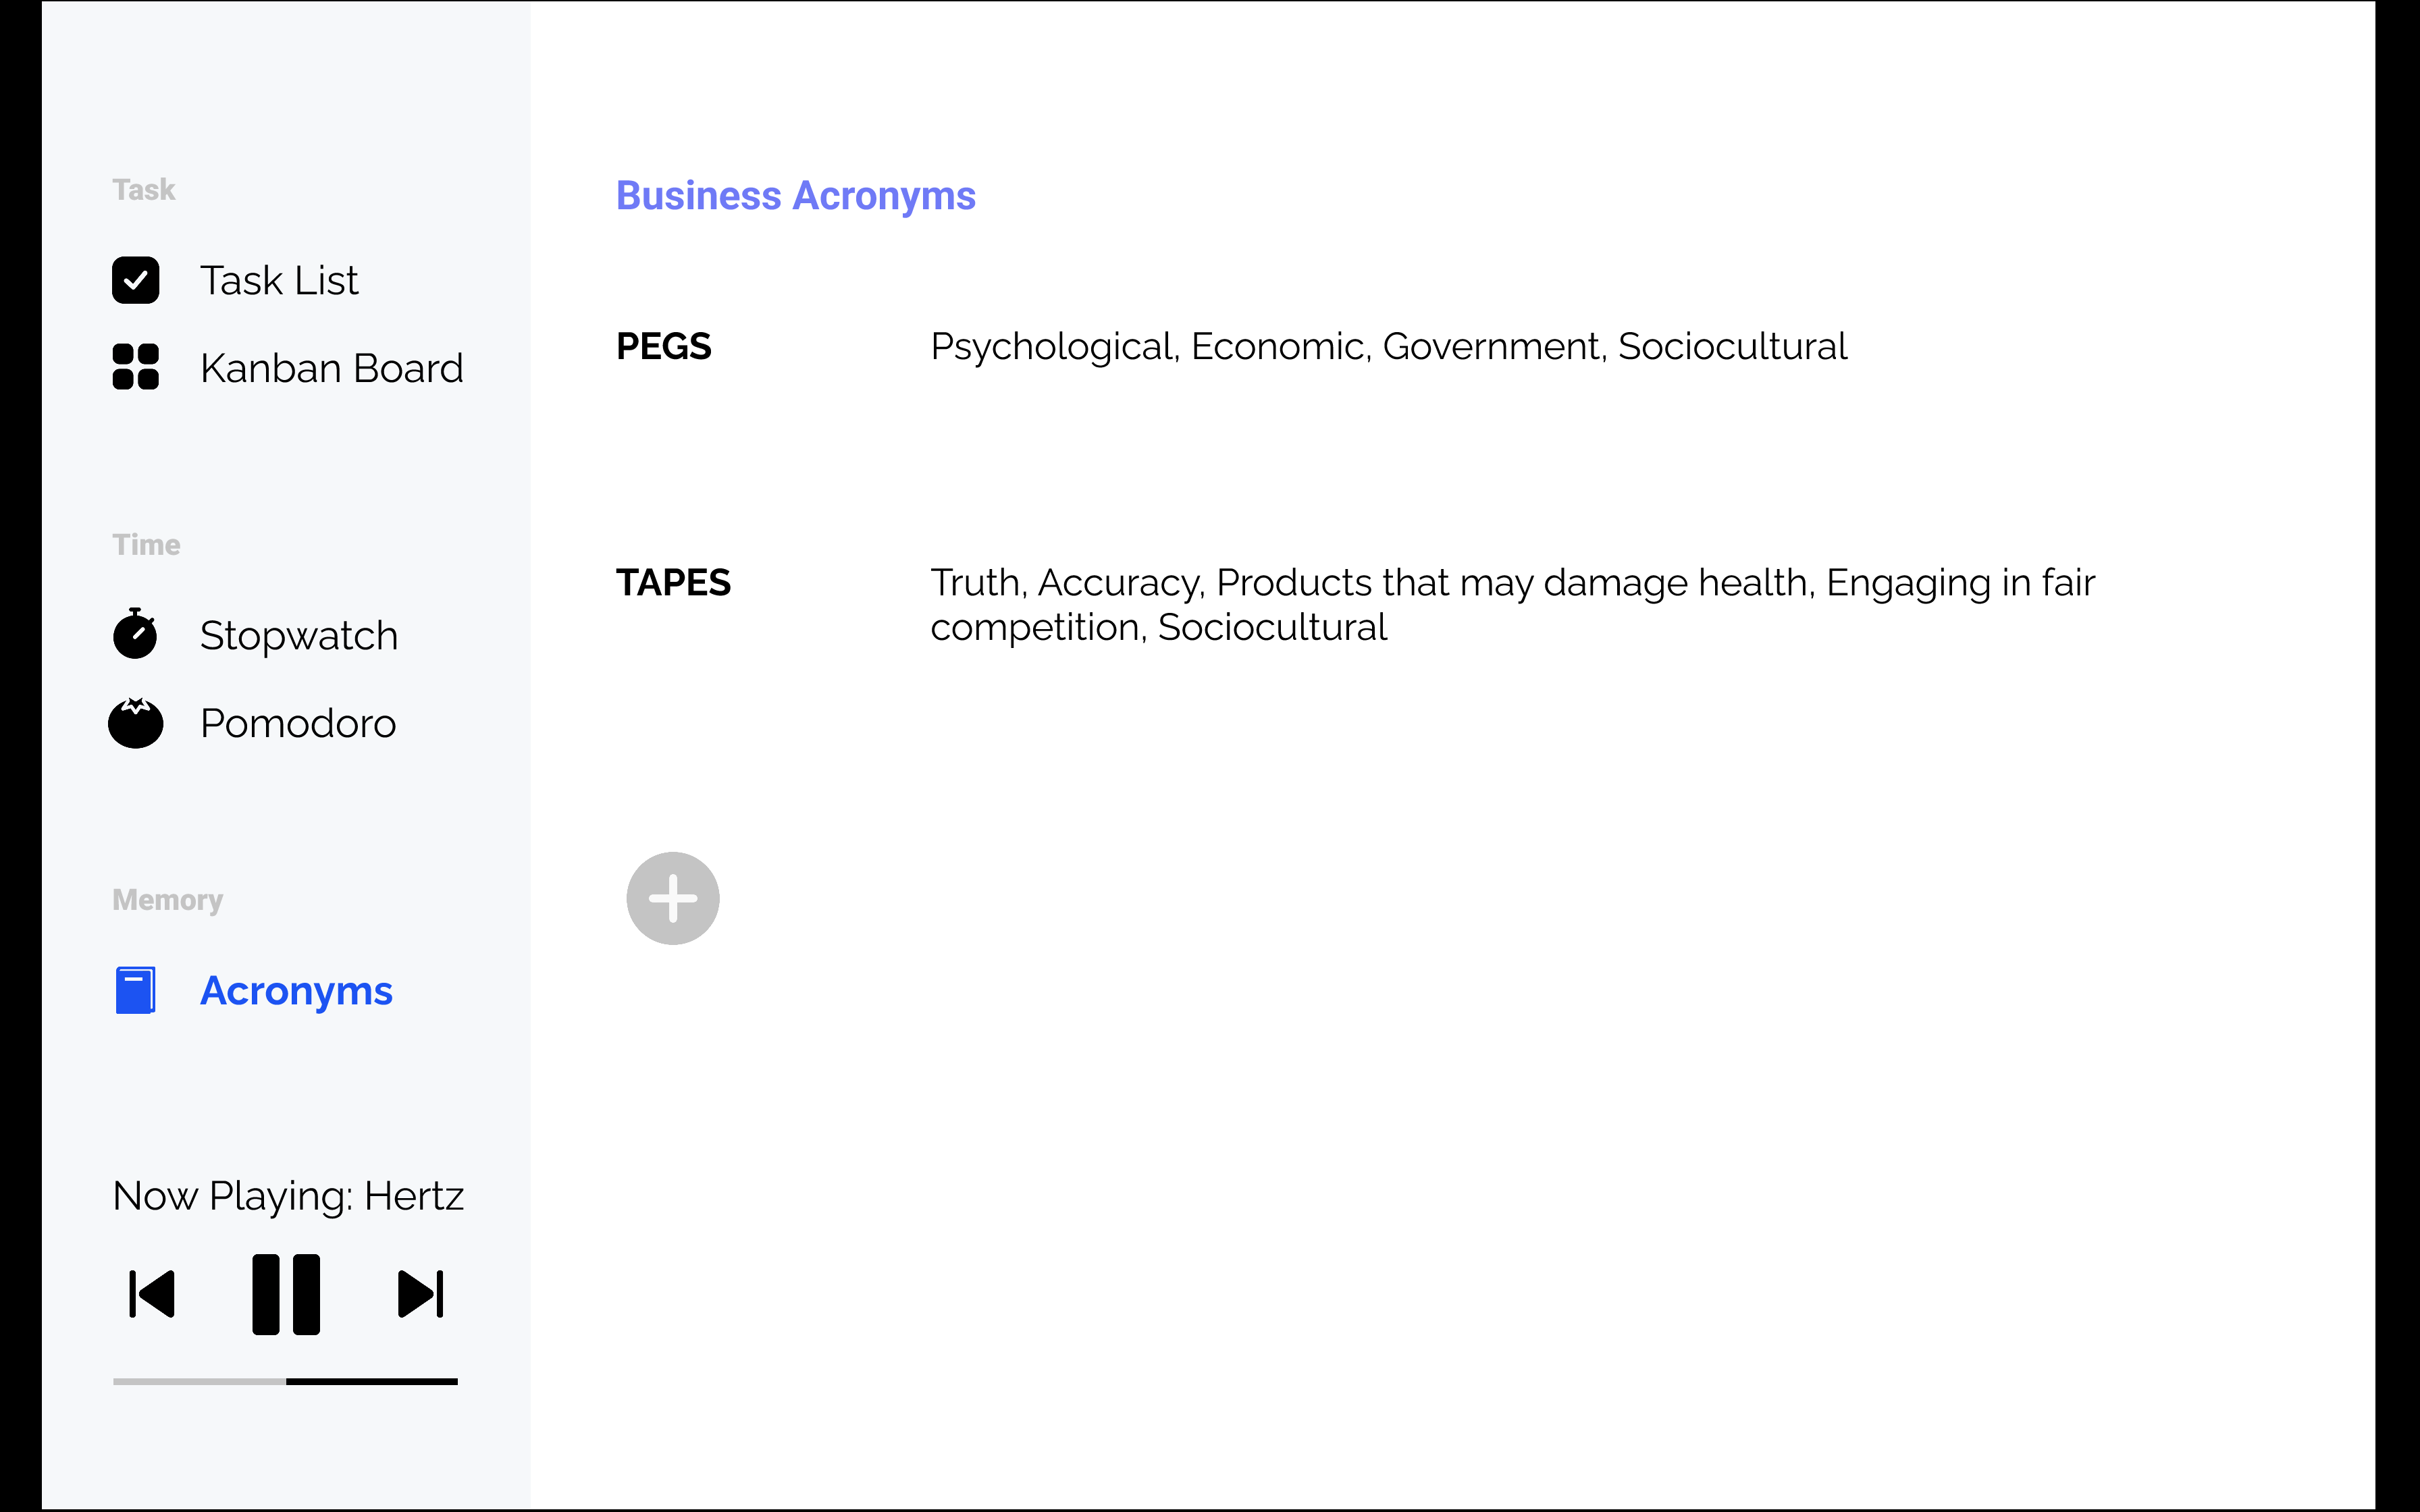 Task
Task List
Kanban Board
Time
Stopwatch
Pomodoro
Memory
Acronyms
Now Playing: Hertz
Business Acronyms
PEGS
Psychological, Economic, Government, Sociocultural
TAPES
Truth, Accuracy, Products that may damage health, Engaging in fair
competition, Sociocultural